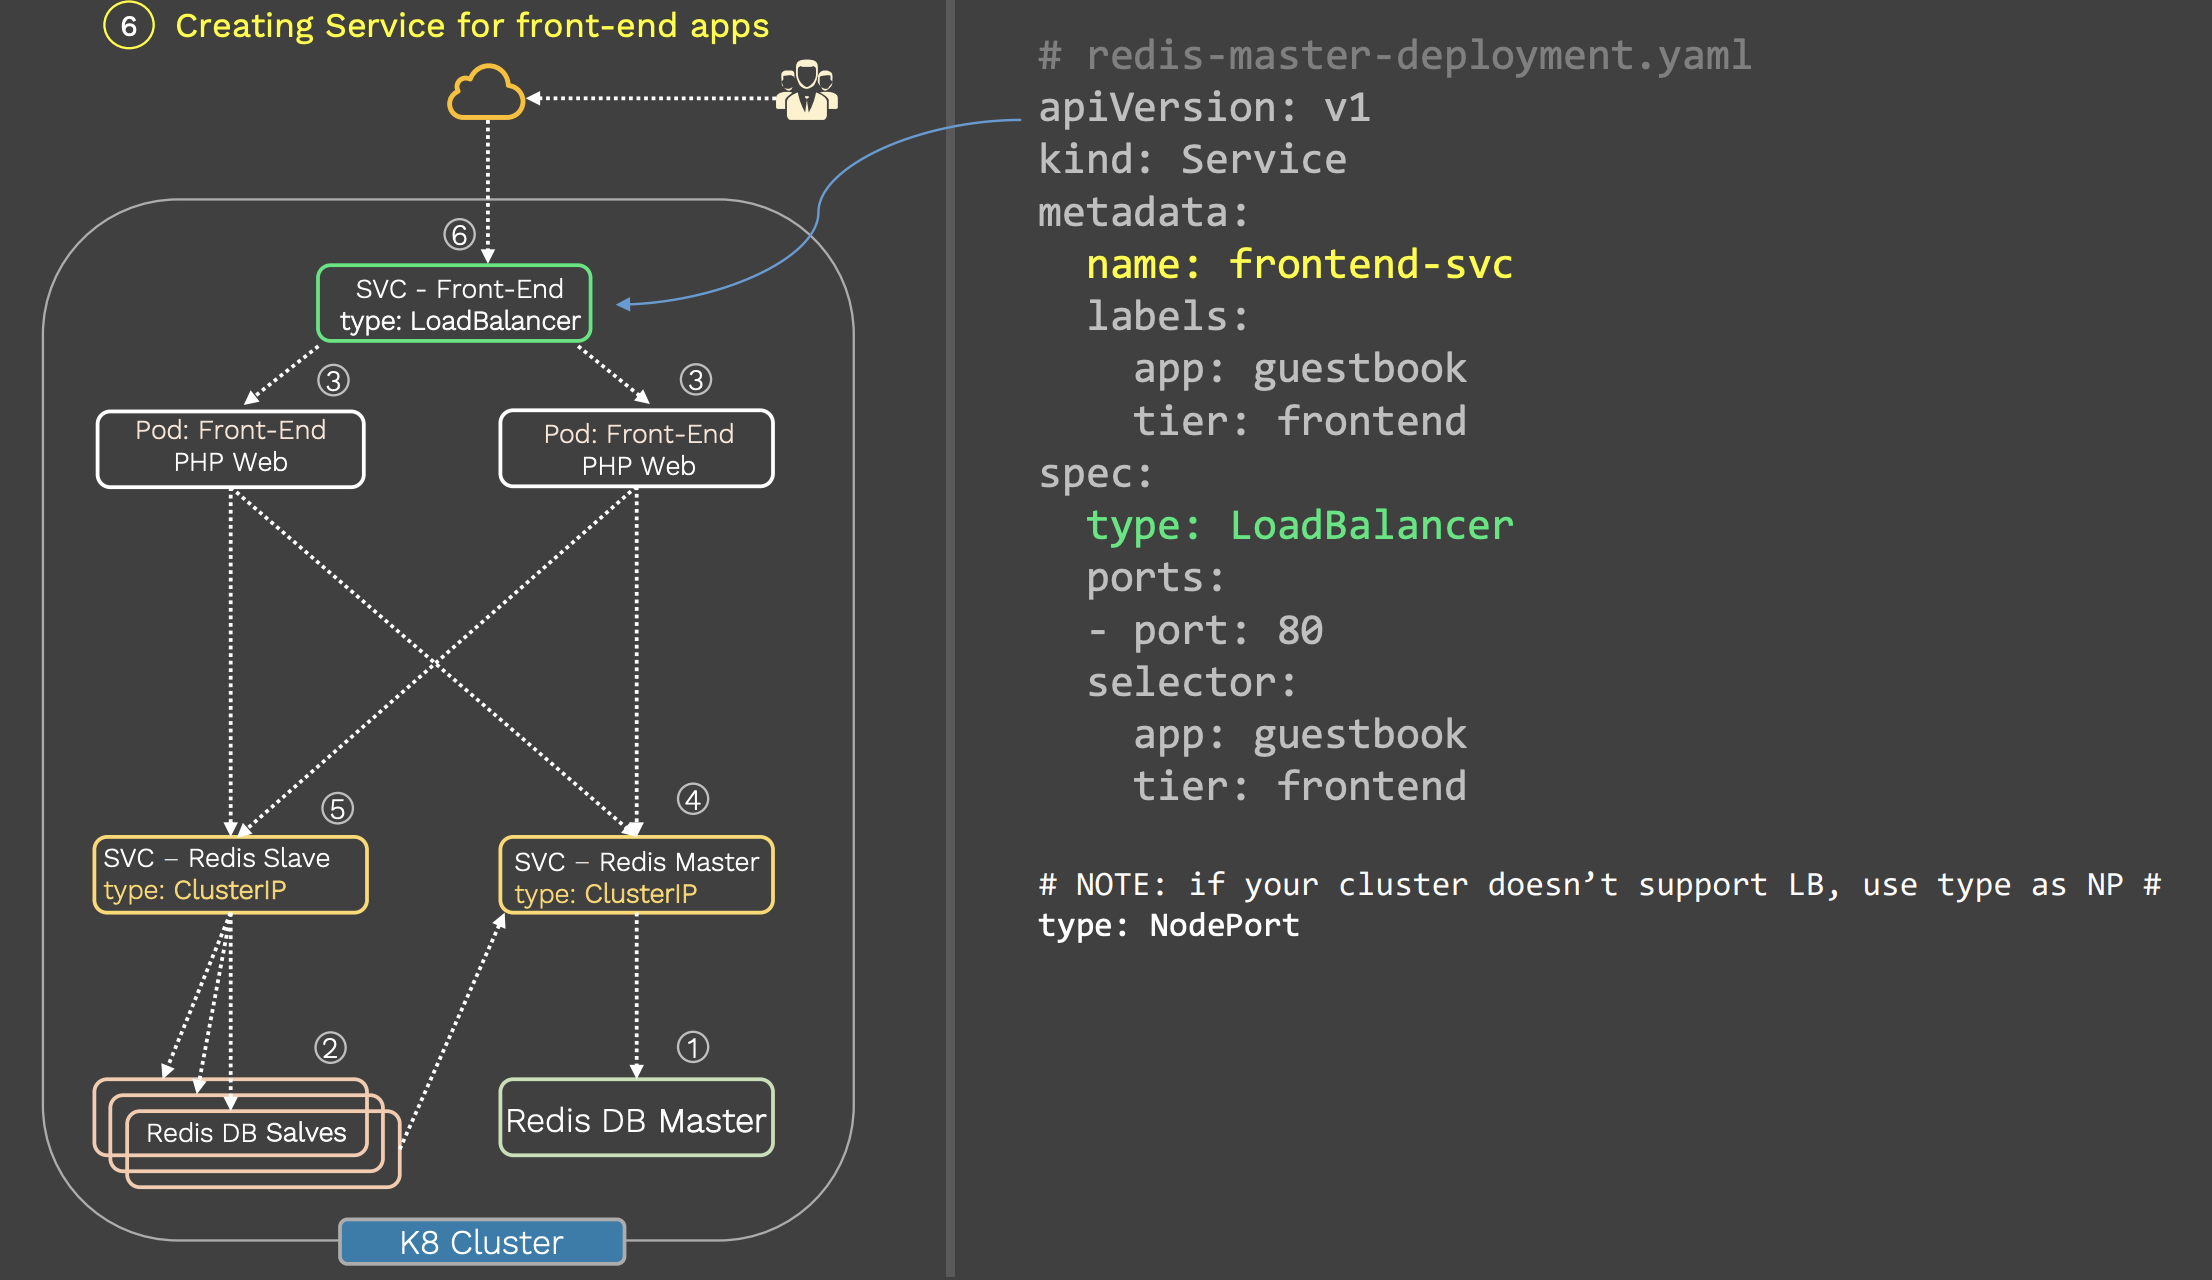 6 Creating Service for front-end apps
6
SVC - Front-End
type: LoadBalancer
3
3
Pod: Front-End
PHP Web
Pod: Front-End
PHP Web
5
4
SVC – Redis Slave
type: ClusterIP
SVC – Redis Master
type: ClusterIP
2
1
Redis DB Salves
Redis DB Master
K8 Cluster
# redis-master-deployment.yaml
apiVersion: v1
kind: Service
metadata:
  name: frontend-svc
  labels:
    app: guestbook
    tier: frontend
spec:
  type: LoadBalancer
  ports:
  - port: 80
  selector:
    app: guestbook
    tier: frontend
# NOTE: if your cluster doesn’t support LB, use type as NP #
type: NodePort